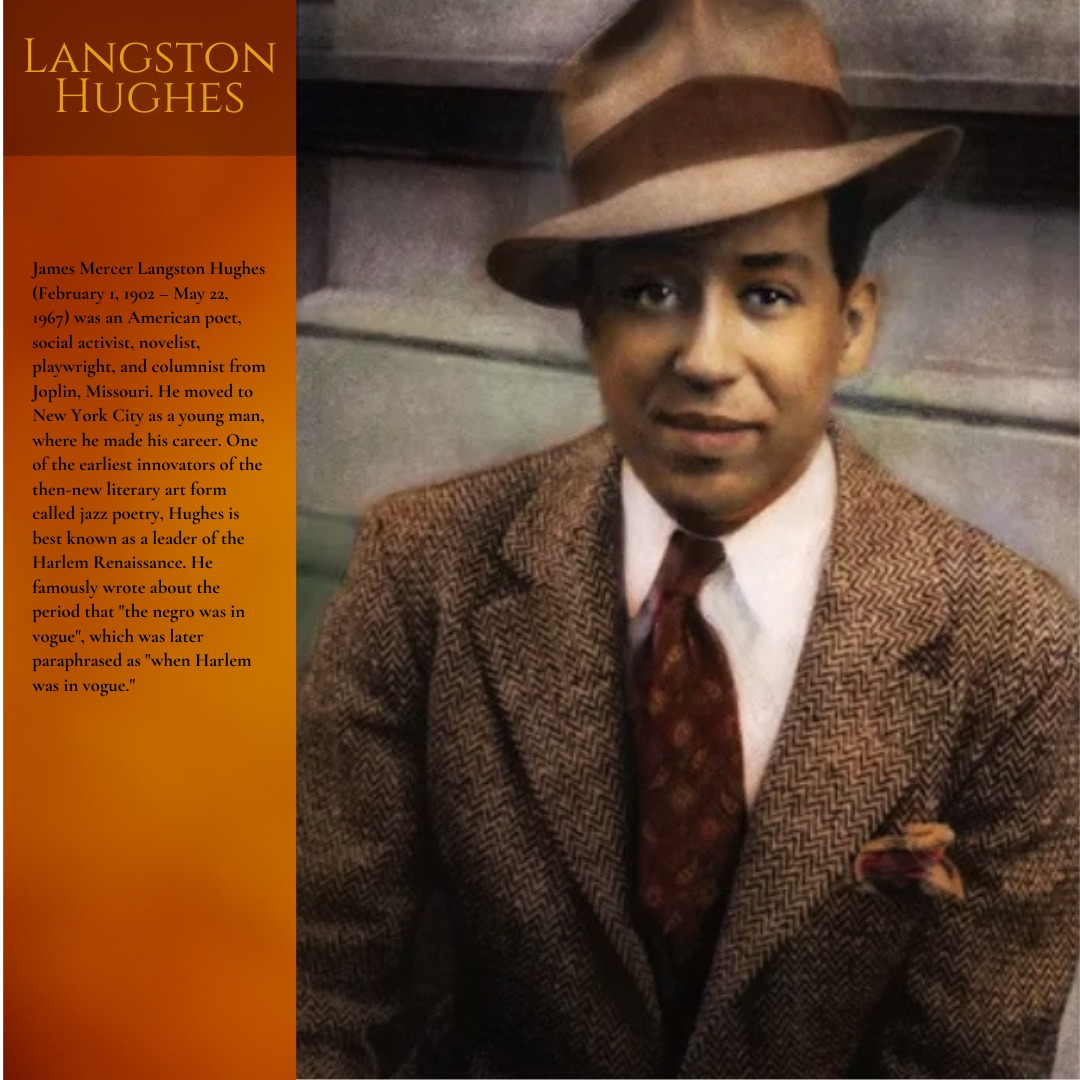 Langston
Hughes
James Mercer Langston Hughes
(February 1, 1902 – May 22,
1967) was an American poet,
social activist, novelist,
playwright, and columnist from
Joplin, Missouri. He moved to
New York City as a young man,
where he made his career. One
of the earliest innovators of the
then-new literary art form
called jazz poetry, Hughes is
best known as a leader of the
Harlem Renaissance. He
famously wrote about the
period that "the negro was in
vogue", which was later
paraphrased as "when Harlem
was in vogue."